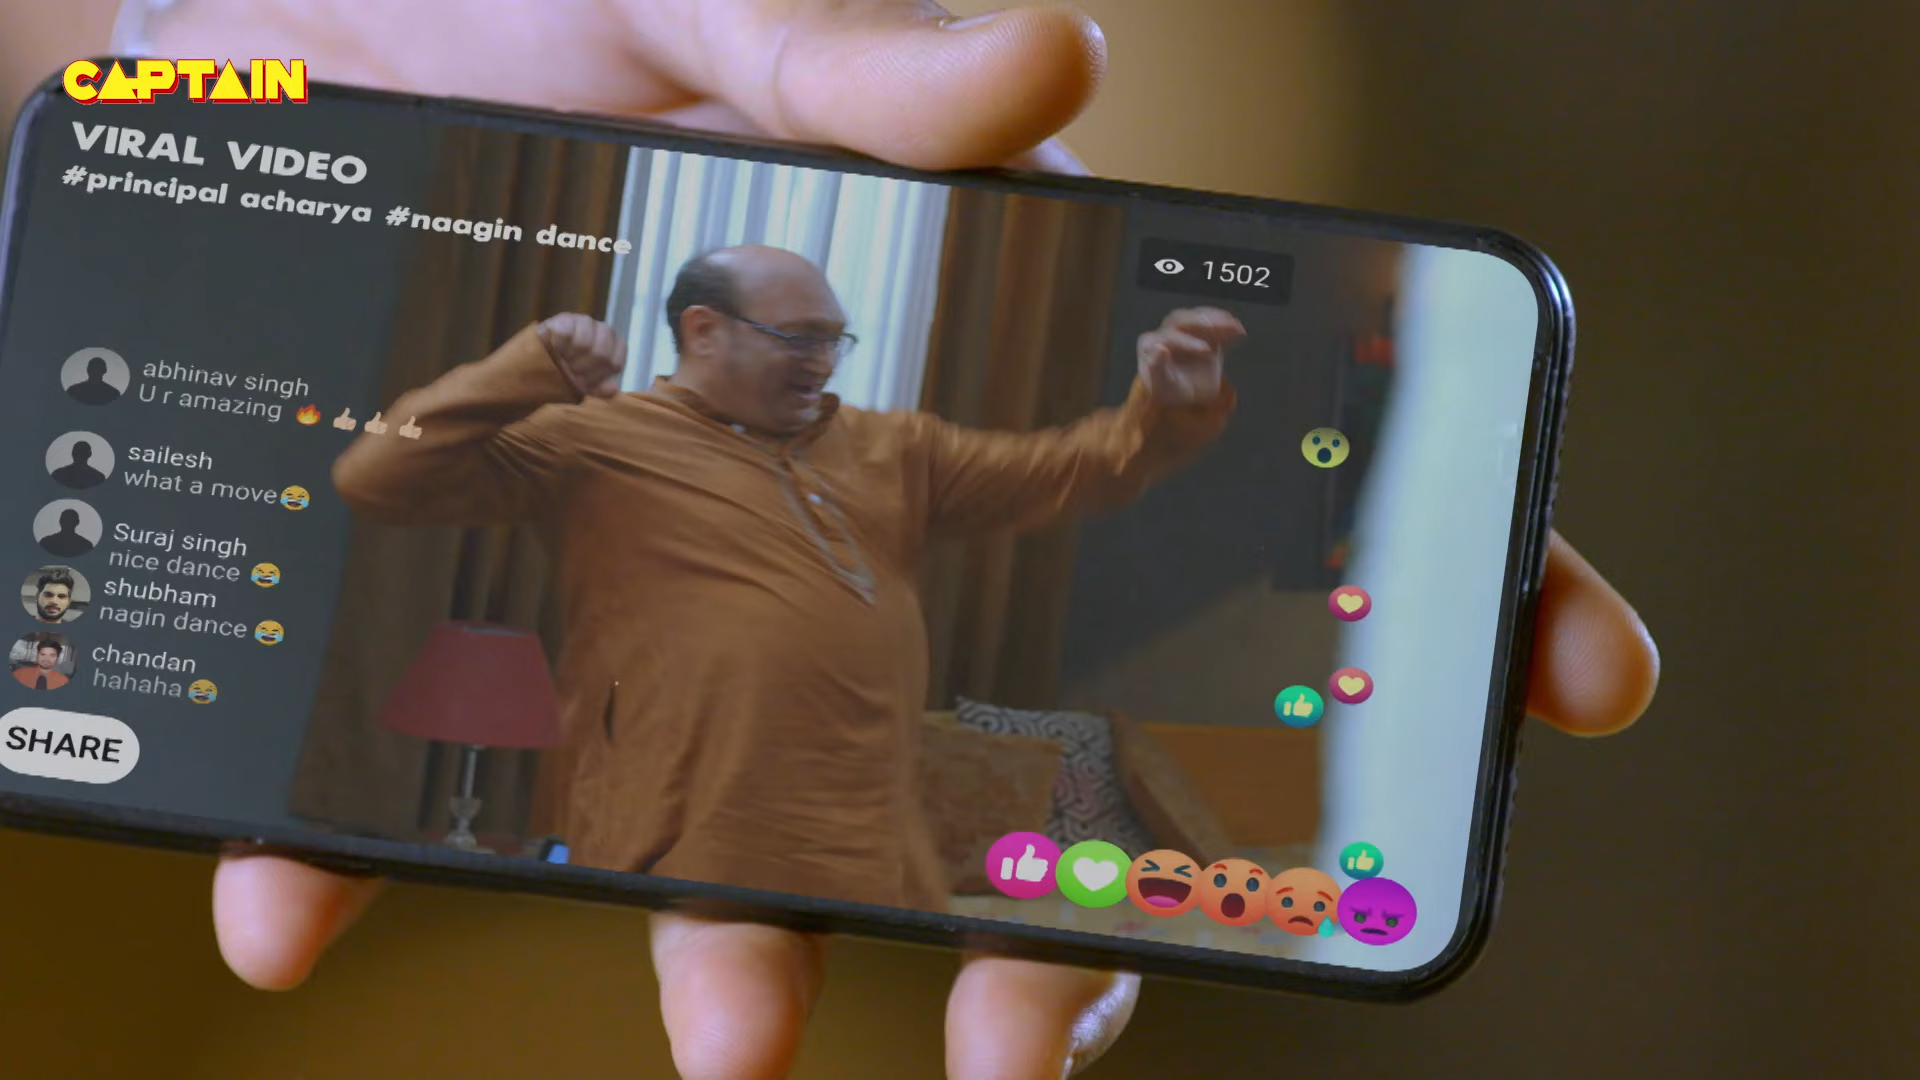 CAPTAIN
VIRAL VIDEO
#principal acharya #naagin dance
1502
abhinav singh
U r amazing 🔥 👍🏼 👍🏼 👍🏼
sailesh
what a move😂
Suraj singh
nice dance 😂
shubham
nagin dance 😂
chandan
hahaha 😂
SHARE